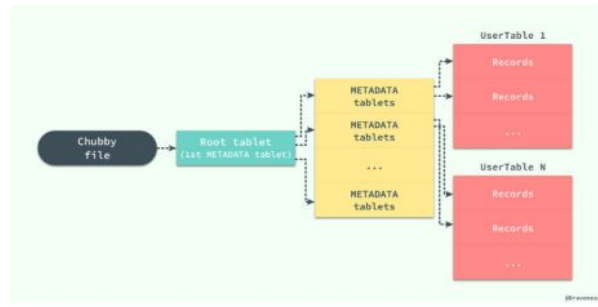 UserTable 1
Records
Records
...
METADATA
tablets
METADATA
tablets
...
METADATA
tablets
Chubby
file
Root tablet
(1st METADATA tablet)
UserTable N
Records
Records
...